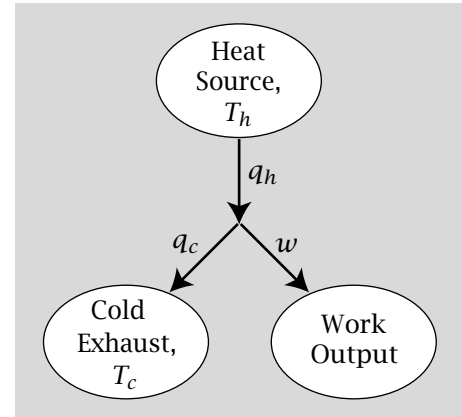 Heat
Source,
T_h
q_h
q_c
w
Cold
Exhaust,
T_c
Work
Output